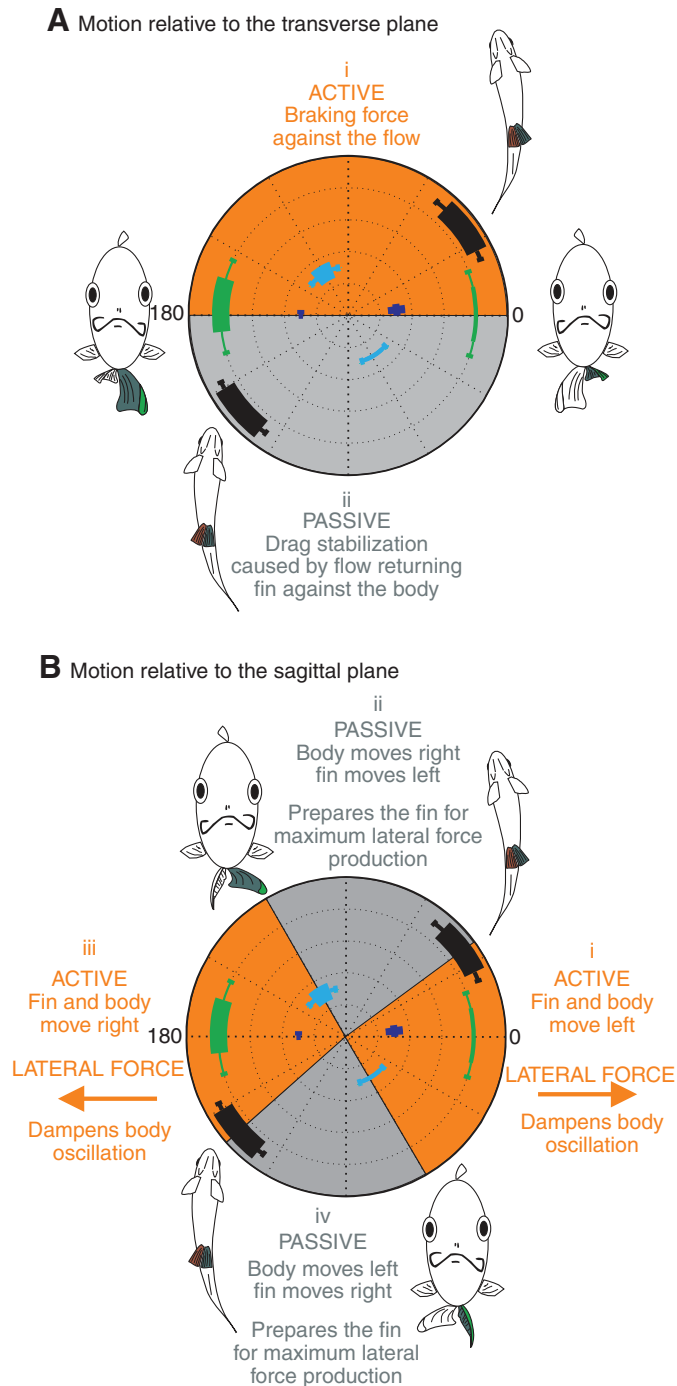 A Motion relative to the transverse plane
i
ACTIVE
Braking force
against the flow
180
0
ii
PASSIVE
Drag stabilization
caused by flow returning
fin against the body
B Motion relative to the sagittal plane
ii
PASSIVE
Body moves right
fin moves left
Prepares the fin for
maximum lateral force
production
iii
ACTIVE
Fin and body
move right
180
LATERAL FORCE
Dampens body
oscillation
i
ACTIVE
Fin and body
move left
0
LATERAL FORCE
Dampens body
oscillation
iv
PASSIVE
Body moves left
fin moves right
Prepares the fin
for maximum lateral
force production